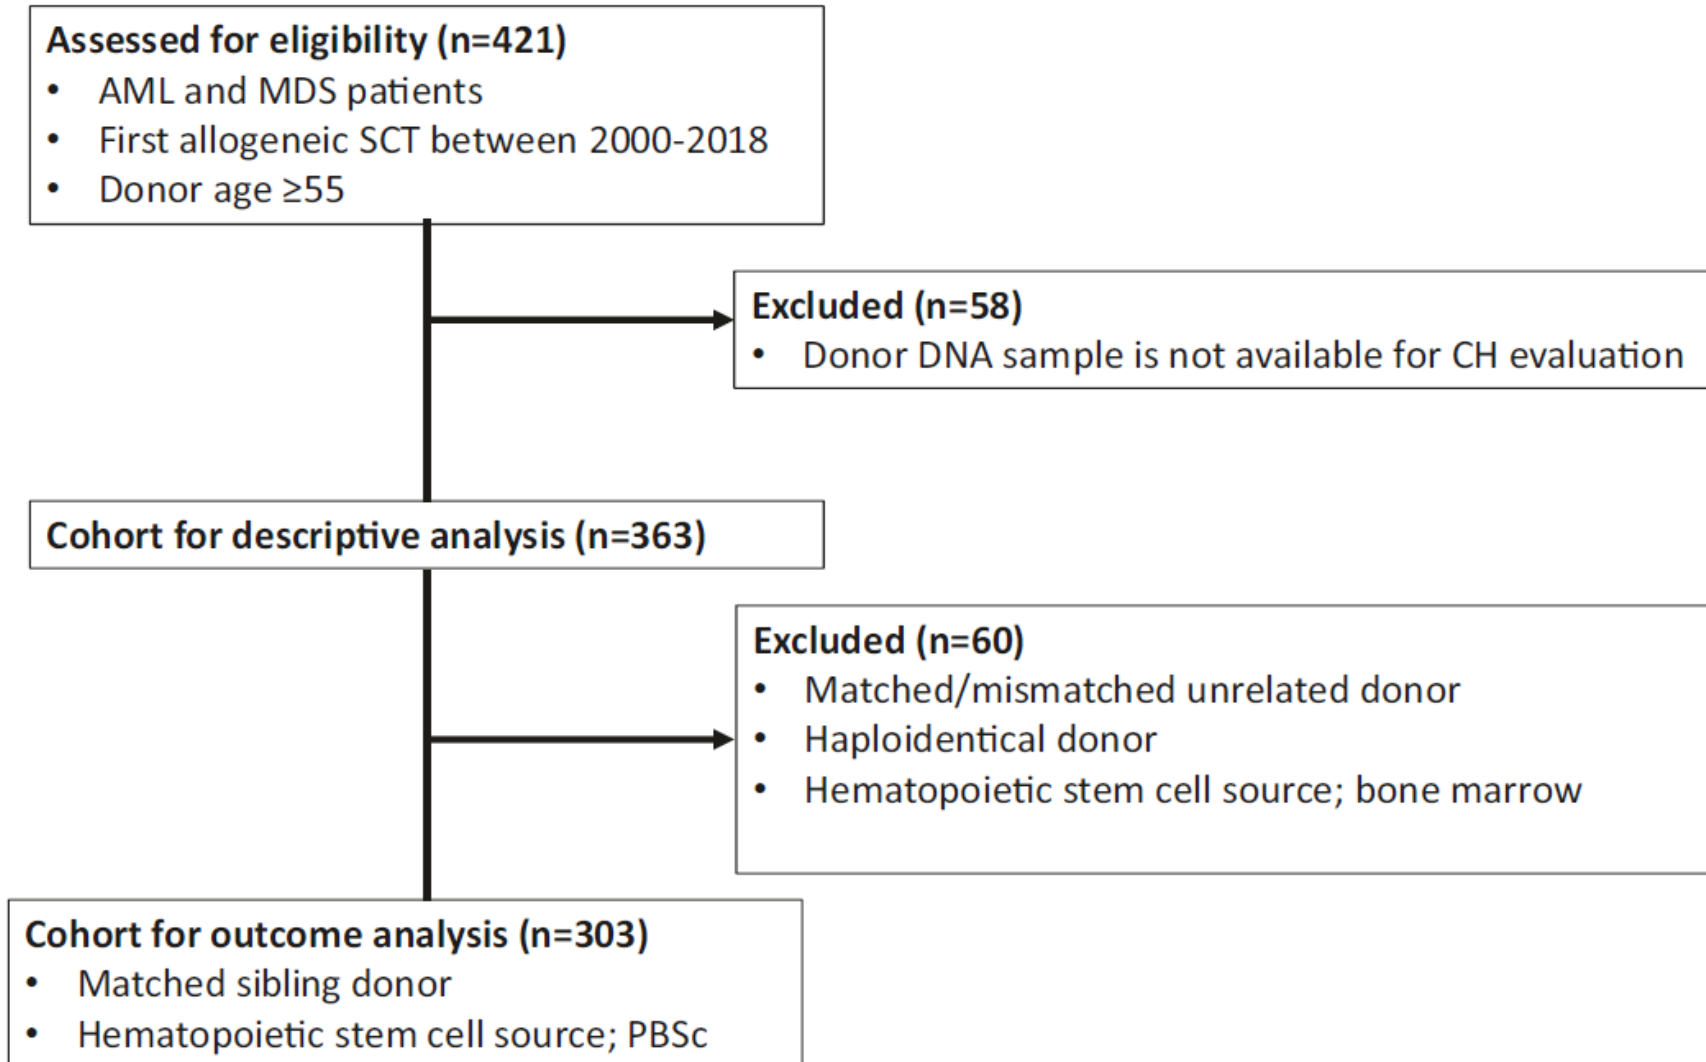 Assessed for eligibility (n=421)
• AML and MDS patients
• First allogeneic SCT between 2000-2018
• Donor age ≥55
Excluded (n=58)
• Donor DNA sample is not available for CH evaluation
Cohort for descriptive analysis (n=363)
Excluded (n=60)
• Matched/mismatched unrelated donor
• Haploidentical donor
• Hematopoietic stem cell source; bone marrow
Cohort for outcome analysis (n=303)
• Matched sibling donor
• Hematopoietic stem cell source; PBSc